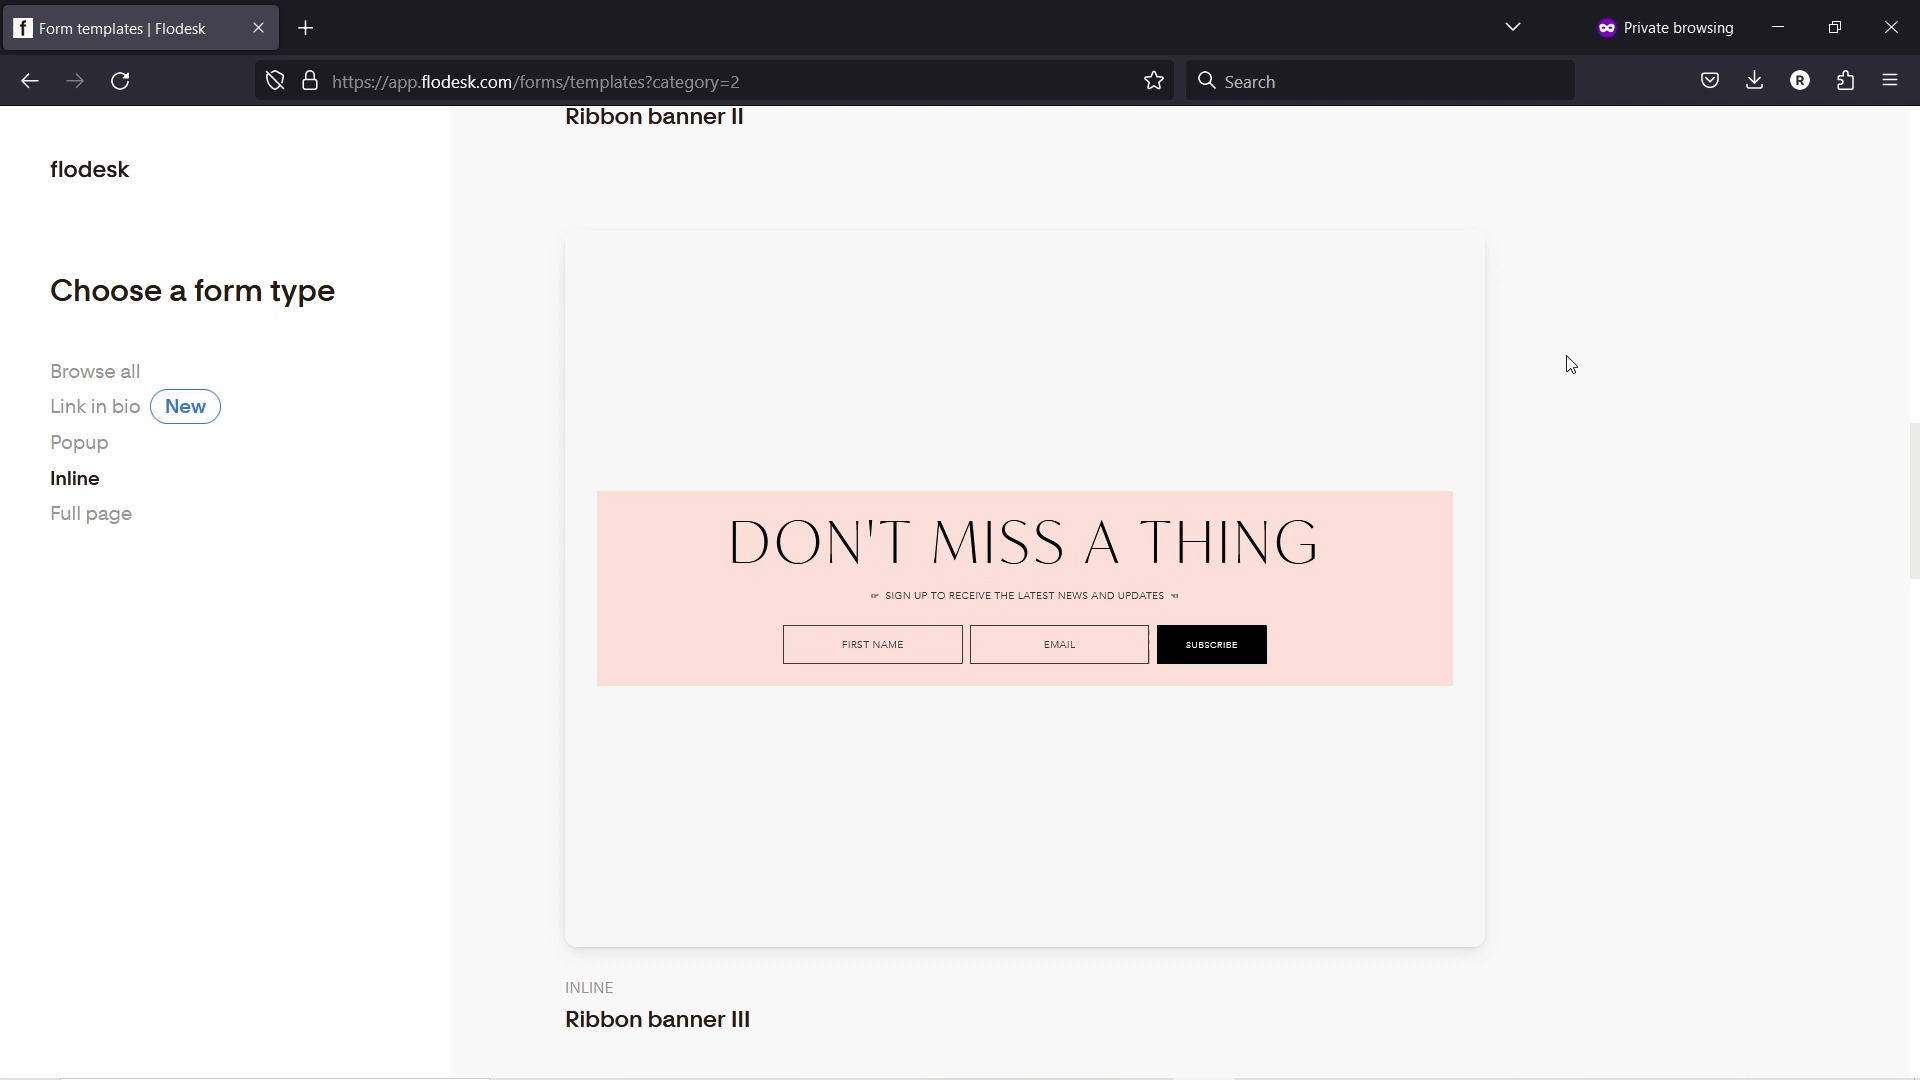 Form templates | Flodesk
Private browsing
https://app.flodesk.com/forms/templates?category=2
Search
Ribbon banner II
flodesk
Choose a form type
Browse all
Link in bio New
Popup
Inline
Full page
DON'T MISS A THING
☞ SIGN UP TO RECEIVE THE LATEST NEWS AND UPDATES ☜
FIRST NAME EMAIL SUBSCRIBE
INLINE
Ribbon banner III